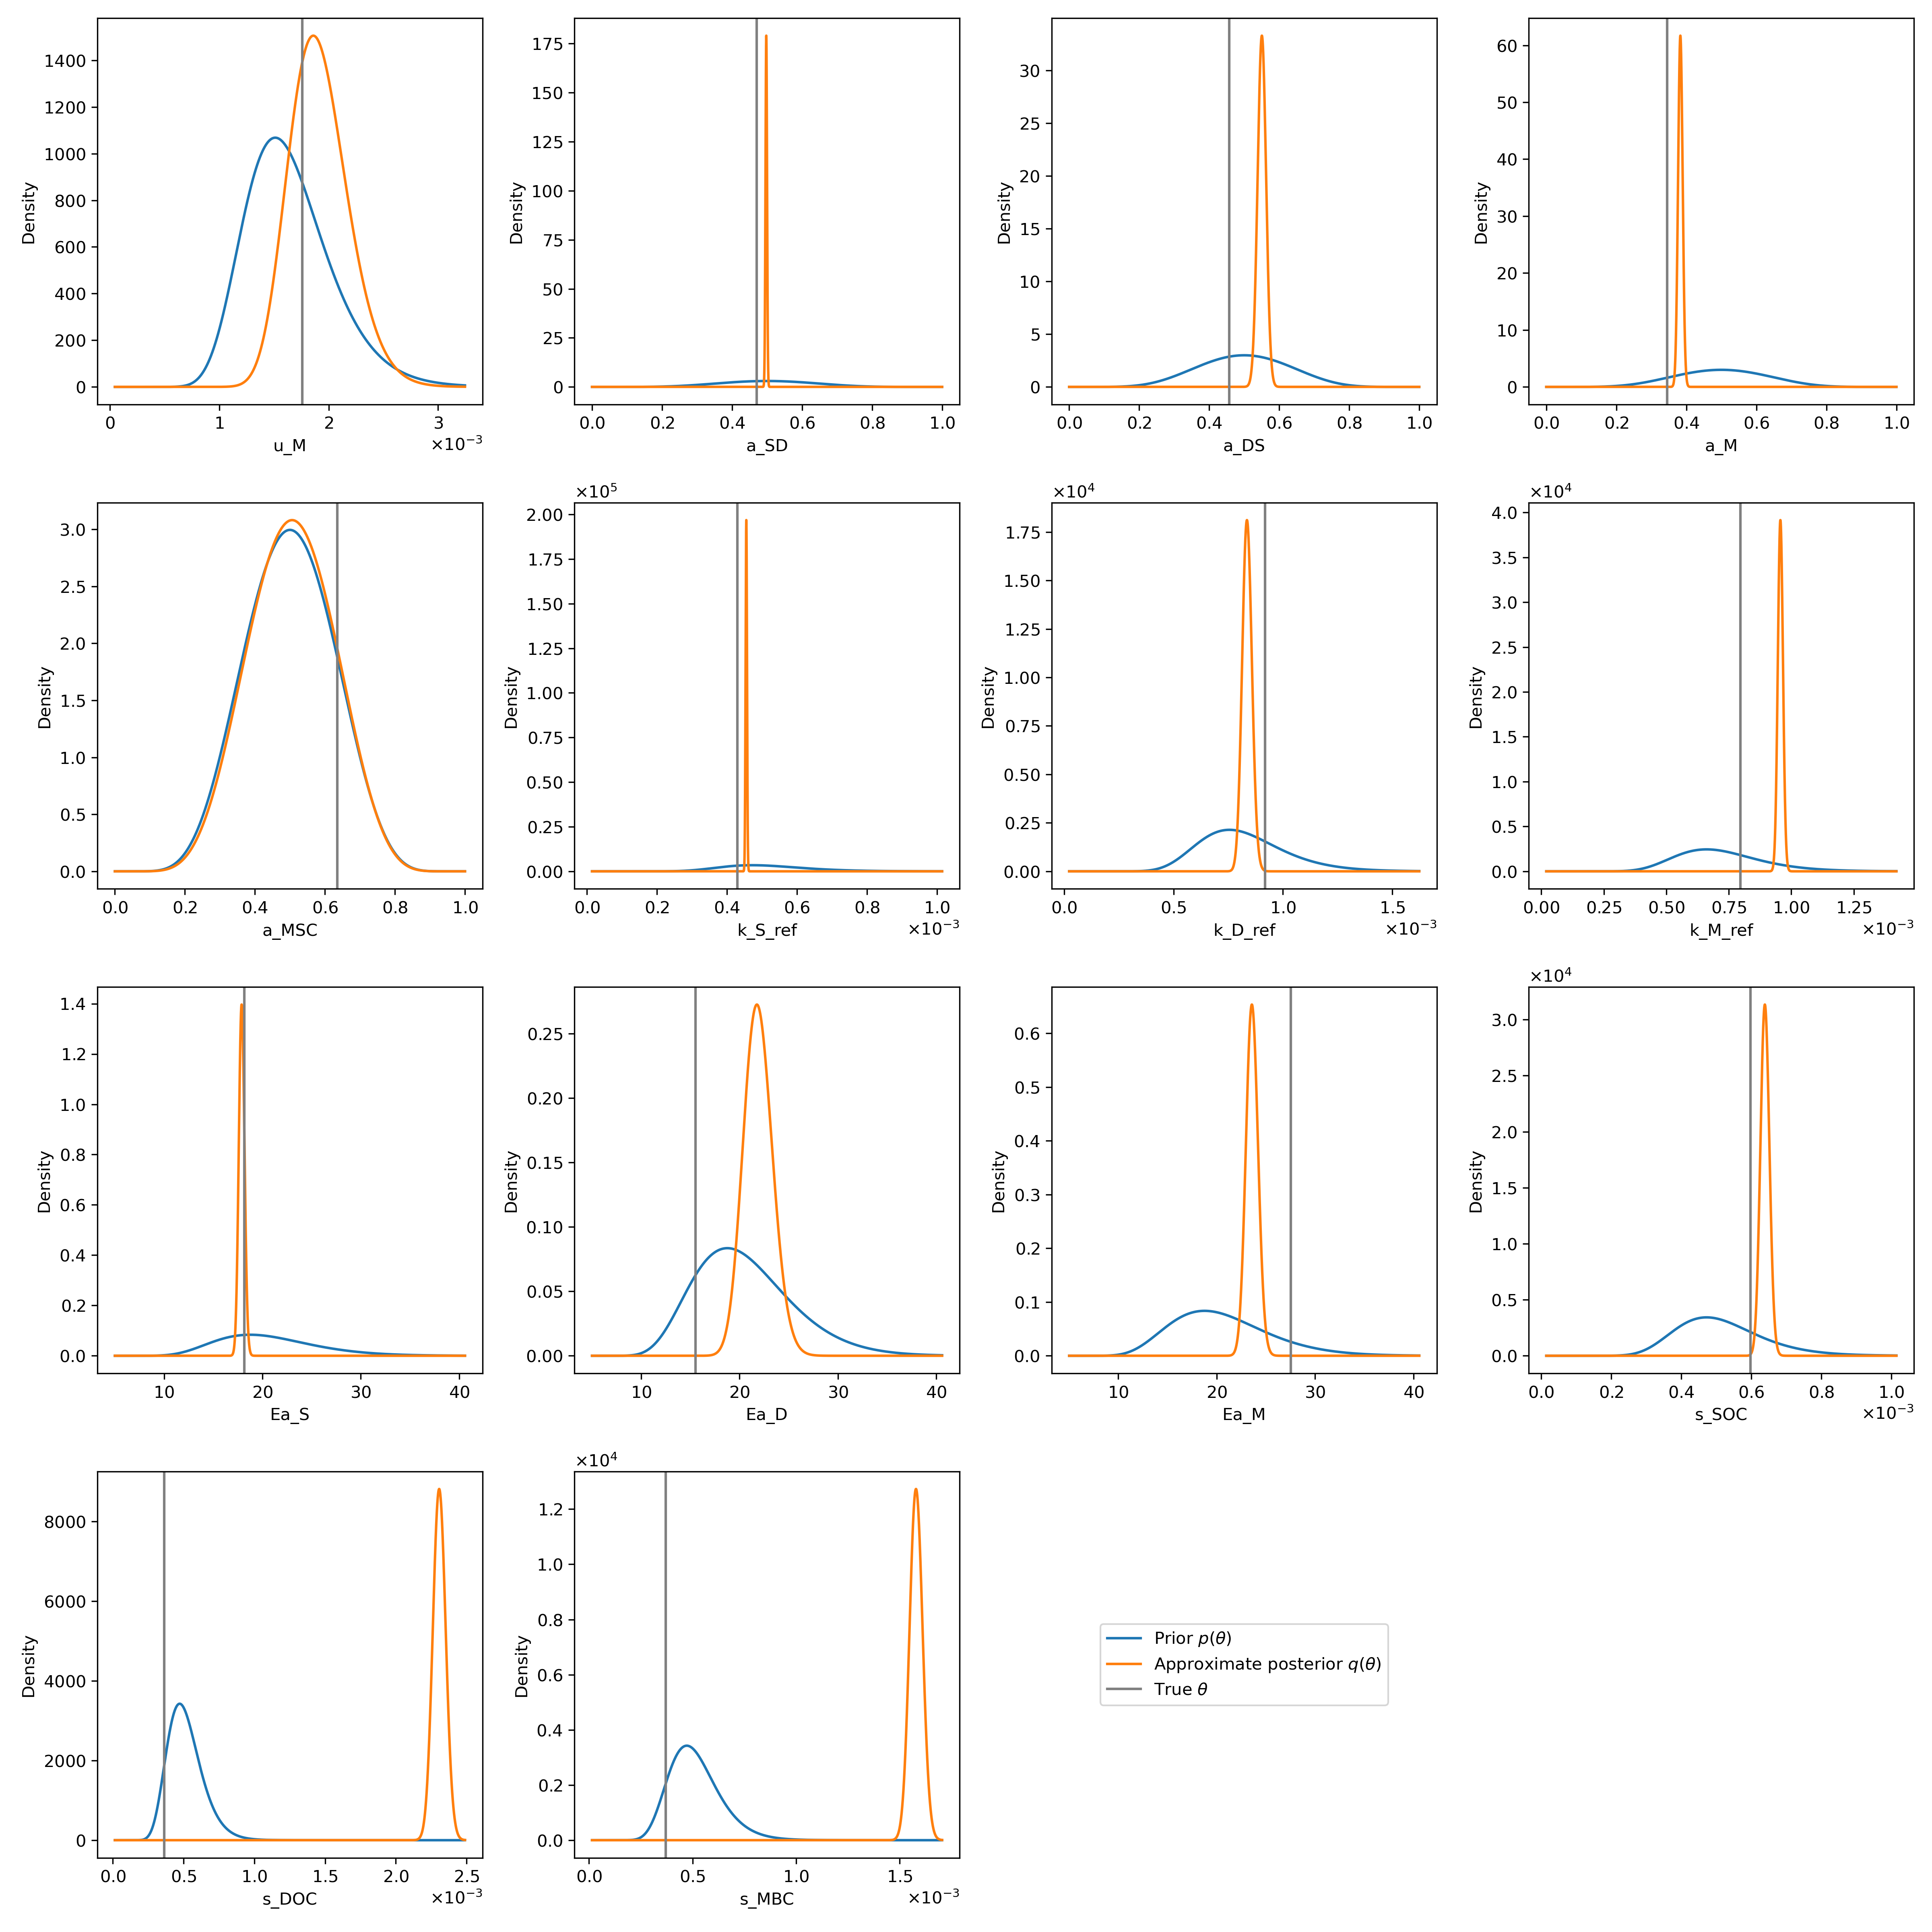 Density
1400
1200
1000
800
600
400
200
0
0 1 2 3
u_M ×10⁻³
Density
175
150
125
100
75
50
25
0
0.0 0.2 0.4 0.6 0.8 1.0
a_SD
Density
30
25
20
15
10
5
0
0.0 0.2 0.4 0.6 0.8 1.0
a_DS
Density
60
50
40
30
20
10
0
0.0 0.2 0.4 0.6 0.8 1.0
a_M
Density
3.0
2.5
2.0
1.5
1.0
0.5
0.0
0.0 0.2 0.4 0.6 0.8 1.0
a_MSC
×10⁵
Density
2.00
1.75
1.50
1.25
1.00
0.75
0.50
0.25
0.00
0.0 0.2 0.4 0.6 0.8 1.0
k_S_ref ×10⁻³
×10⁴
Density
1.75
1.50
1.25
1.00
0.75
0.50
0.25
0.00
0.0 0.5 1.0 1.5
k_D_ref ×10⁻³
×10⁴
Density
4.0
3.5
3.0
2.5
2.0
1.5
1.0
0.5
0.0
0.00 0.25 0.50 0.75 1.00 1.25
k_M_ref ×10⁻³
Density
1.4
1.2
1.0
0.8
0.6
0.4
0.2
0.0
10 20 30 40
Ea_S
Density
0.25
0.20
0.15
0.10
0.05
0.00
10 20 30 40
Ea_D
Density
0.6
0.5
0.4
0.3
0.2
0.1
0.0
10 20 30 40
Ea_M
×10⁴
Density
3.0
2.5
2.0
1.5
1.0
0.5
0.0
0.0 0.2 0.4 0.6 0.8 1.0
s_SOC ×10⁻³
Density
8000
6000
4000
2000
0
0.0 0.5 1.0 1.5 2.0 2.5
s_DOC ×10⁻³
×10⁴
Density
1.2
1.0
0.8
0.6
0.4
0.2
0.0
0.0 0.5 1.0 1.5
s_MBC ×10⁻³
Prior p(θ)
Approximate posterior q(θ)
True θ